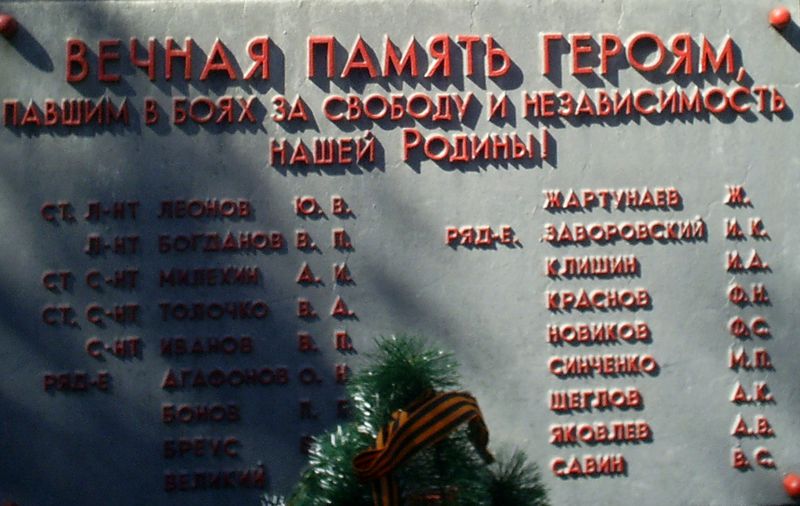 ВЕЧНАЯ ПАМЯТЬ ГЕРОЯМ,
ПАВШИМ В БОЯХ ЗА СВОБОДУ И НЕЗАВИСИМОСТЬ
НАШЕЙ РОДИНЫ!
СТ. Л-НТ ЛЕОНОВ Ю. В.
Л-НТ БОГДАНОВ В. П.
СТ С-НТ МИЛЕХИН А. И.
СТ. С-НТ ТОЛОЧКО В. А.
С-НТ ИВАНОВ В. П.
РЯД-Е АГАФОНОВ О. Н
БОНОВ П.
БРЕУС
ВЕЛИКИЙ
ЖАРТУНАЕВ Ж.
РЯД-Е. ЗАВОРОВСКИЙ И. К.
КЛИШИН И.А.
КРАСНОВ Ф.Н.
НОВИКОВ Ф.С.
СИНЧЕНКО М.П.
ЩЕГЛОВ А.К.
ЯКОВЛЕВ А.В.
САВИН В.С.